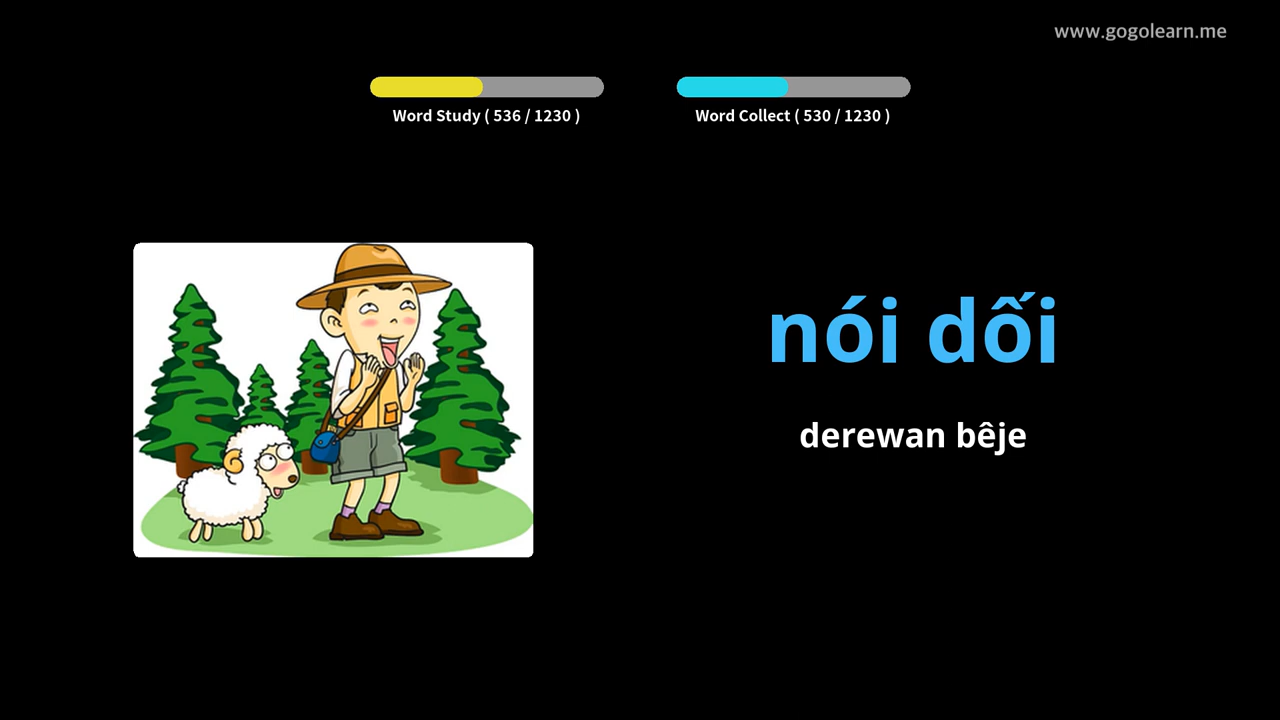 www.gogolearn.me
Word Study ( 536 / 1230 )
Word Collect ( 530 / 1230 )
nói dối
derewan bêje